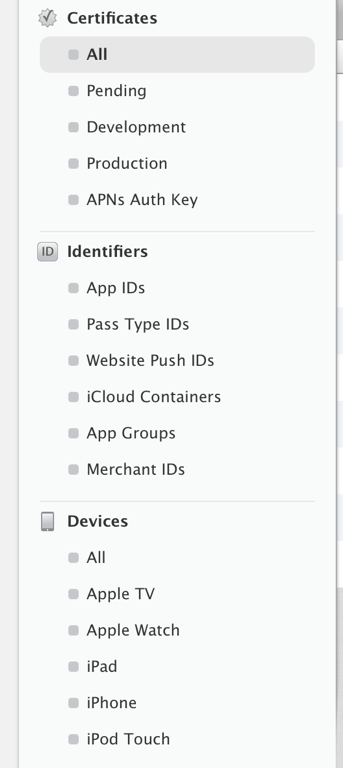 Certificates
All
Pending
Development
Production
APNs Auth Key
ID Identifiers
App IDs
Pass Type IDs
Website Push IDs
iCloud Containers
App Groups
Merchant IDs
Devices
All
Apple TV
Apple Watch
iPad
iPhone
iPod Touch